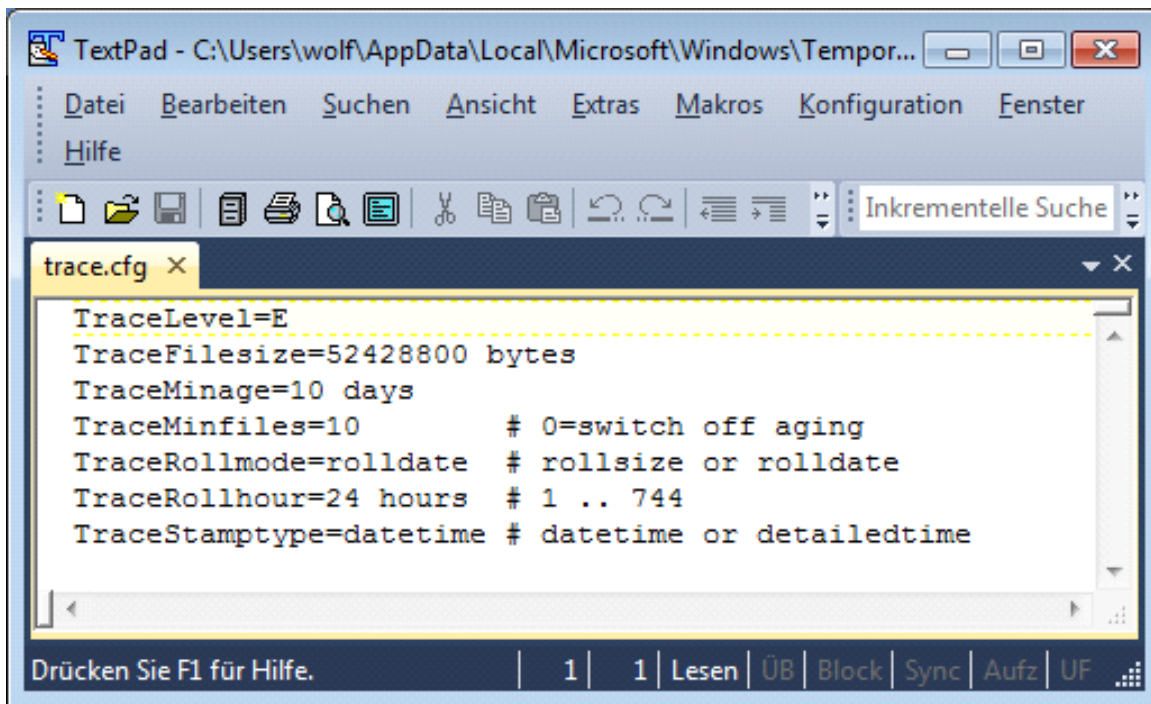 TextPad - C:\Users\wolf\AppData\Local\Microsoft\Windows\Tempor...
Datei Bearbeiten Suchen Ansicht Extras Makros Konfiguration Fenster
Hilfe
Inkrementelle Suche
trace.cfg
TraceLevel=E
TraceFilesize=52428800 bytes
TraceMinage=10 days
TraceMinfiles=10 # 0=switch off aging
TraceRollmode=rolldate # rollsize or rolldate
TraceRollhour=24 hours # 1 .. 744
TraceStamptype=datetime # datetime or detailedtime
Drücken Sie F1 für Hilfe. 1 1 Lesen ÜB Block Sync Aufz UF